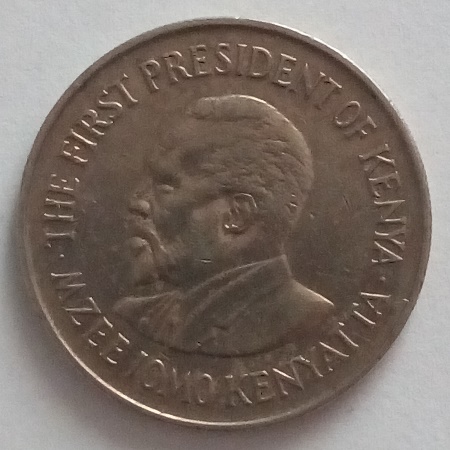 · THE FIRST PRESIDENT OF KENYA ·
MZEE JOMO KENYATTA